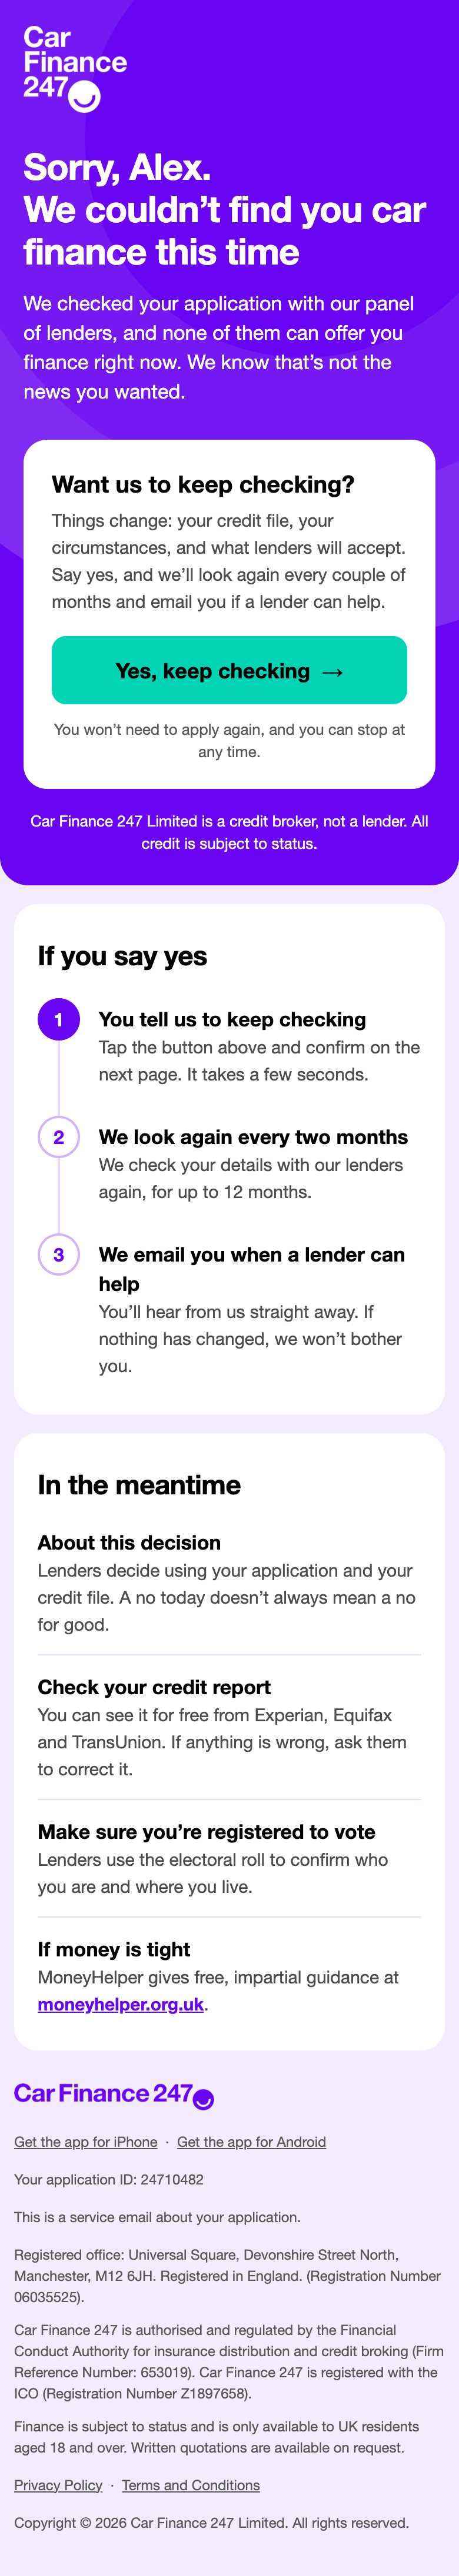 Car
Finance
247
Sorry, Alex.
We couldn’t find you car
finance this time
We checked your application with our panel
of lenders, and none of them can offer you
finance right now. We know that’s not the
news you wanted.
Want us to keep checking?
Things change: your credit file, your
circumstances, and what lenders will accept.
Say yes, and we’ll look again every couple of
months and email you if a lender can help.
Yes, keep checking →
You won’t need to apply again, and you can stop at
any time.
Car Finance 247 Limited is a credit broker, not a lender. All
credit is subject to status.
If you say yes
1
You tell us to keep checking
Tap the button above and confirm on the
next page. It takes a few seconds.
2
We look again every two months
We check your details with our lenders
again, for up to 12 months.
3
We email you when a lender can
help
You’ll hear from us straight away. If
nothing has changed, we won’t bother
you.
In the meantime
About this decision
Lenders decide using your application and your
credit file. A no today doesn’t always mean a no
for good.
Check your credit report
You can see it for free from Experian, Equifax
and TransUnion. If anything is wrong, ask them
to correct it.
Make sure you’re registered to vote
Lenders use the electoral roll to confirm who
you are and where you live.
If money is tight
MoneyHelper gives free, impartial guidance at
moneyhelper.org.uk.
Car Finance 247
Get the app for iPhone · Get the app for Android
Your application ID: 24710482
This is a service email about your application.
Registered office: Universal Square, Devonshire Street North,
Manchester, M12 6JH. Registered in England. (Registration Number
06035525).
Car Finance 247 is authorised and regulated by the Financial
Conduct Authority for insurance distribution and credit broking (Firm
Reference Number: 653019). Car Finance 247 is registered with the
ICO (Registration Number Z1897658).
Finance is subject to status and is only available to UK residents
aged 18 and over. Written quotations are available on request.
Privacy Policy · Terms and Conditions
Copyright © 2026 Car Finance 247 Limited. All rights reserved.